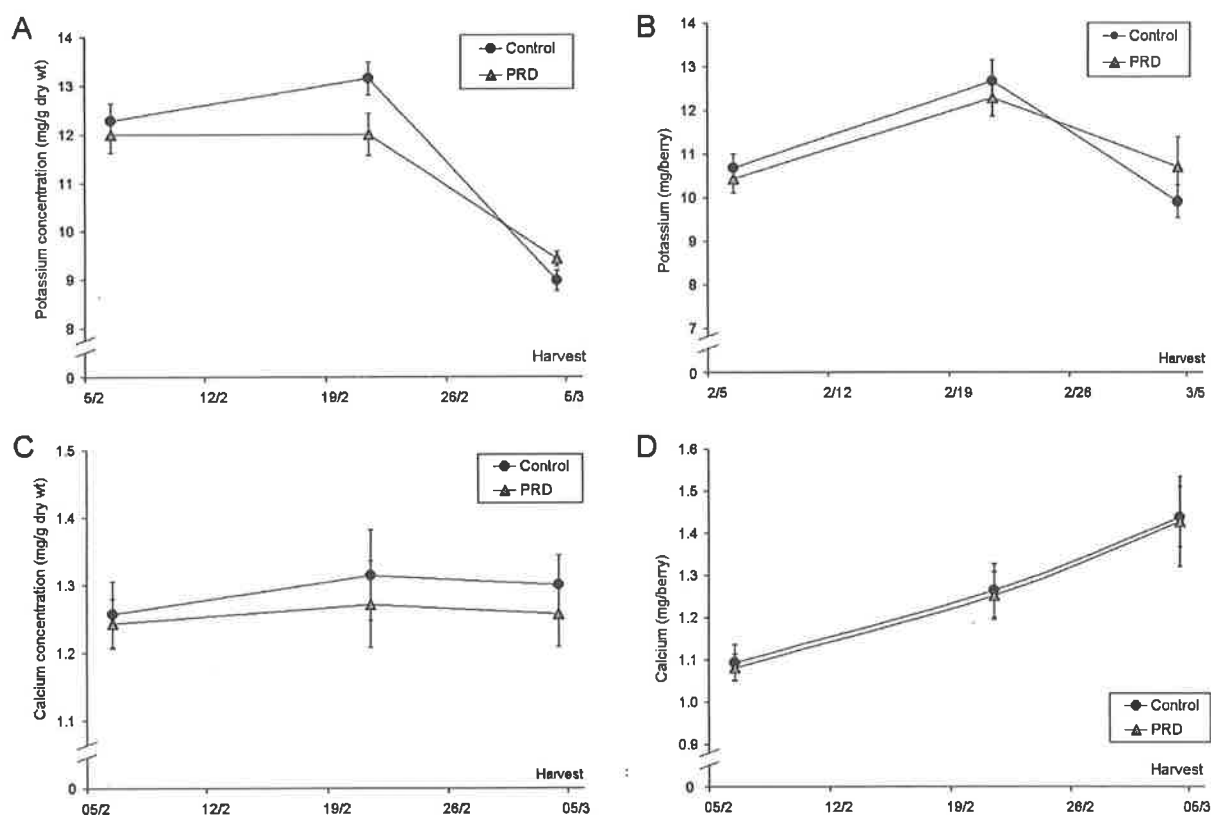 A
Potassium concentration (mg/g dry wt)
14
13
12
11
10
9
8
0
Control
PRD
Harvest
5/2 12/2 19/2 26/2 5/3
B
Potassium (mg/berry)
14
13
12
11
10
9
8
7
0
Control
PRD
Harvest
2/5 2/12 2/19 2/26 3/5
C
Calcium concentration (mg/g dry wt)
1.5
1.4
1.3
1.2
1.1
0
Control
PRD
Harvest
05/2 12/2 19/2 26/2 05/3
D
Calcium (mg/berry)
1.6
1.5
1.4
1.3
1.2
1.1
1.0
0.9
0
Control
PRD
Harvest
05/2 12/2 19/2 26/2 05/3